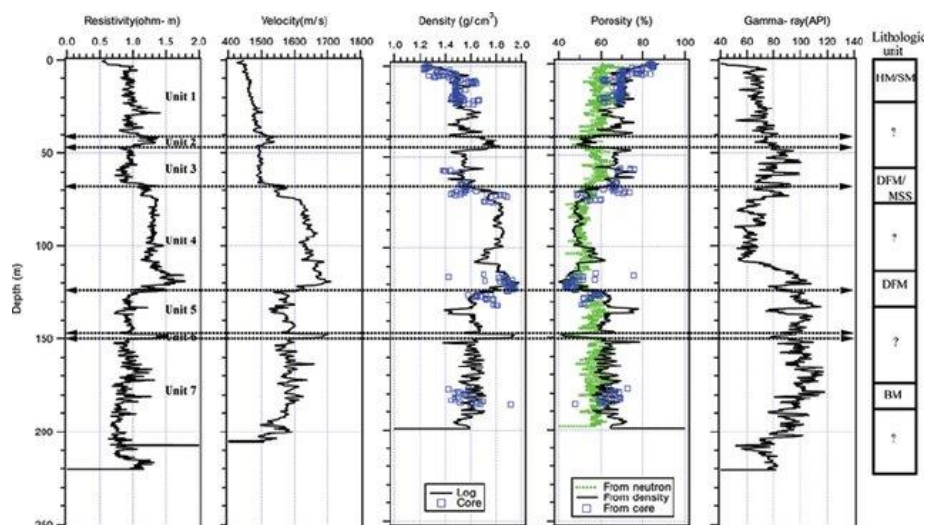 Resistivity(ohm- m)
Velocity(m/s)
Density (g/cm³)
Porosity (%)
Gamma- ray(API)
Lithologic
unit
0.0 0.5 1.0 1.5 2.0
1400 1500 1600 1700 1800
1.0 1.2 1.4 1.6 1.8 2.0
40 60 80 100
40 60 80 100 120 140
0
Unit 1
HM/SM
Unit 2
?
50
Unit 3
DFM/
MSS
Unit 4
?
100
Depth (m)
DFM
Unit 5
?
150
Unit 6
Unit 7
BM
200
?
Log
Core
From neutron
From density
From core